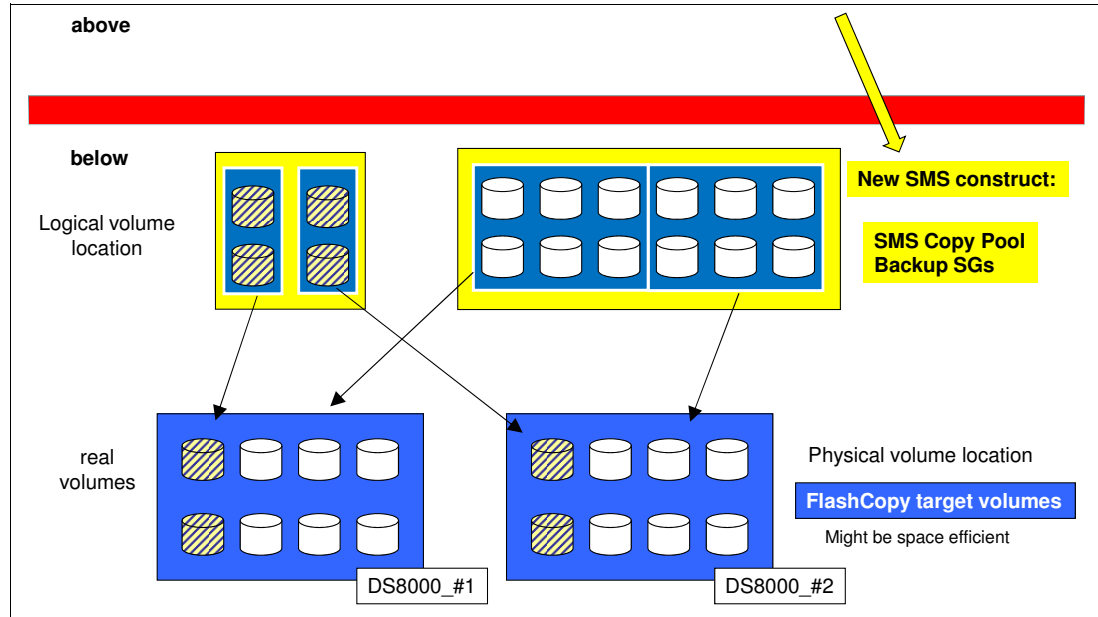 above
below
Logical volume
location
New SMS construct:
SMS Copy Pool
Backup SGs
real
volumes
Physical volume location
FlashCopy target volumes
Might be space efficient
DS8000_#1
DS8000_#2